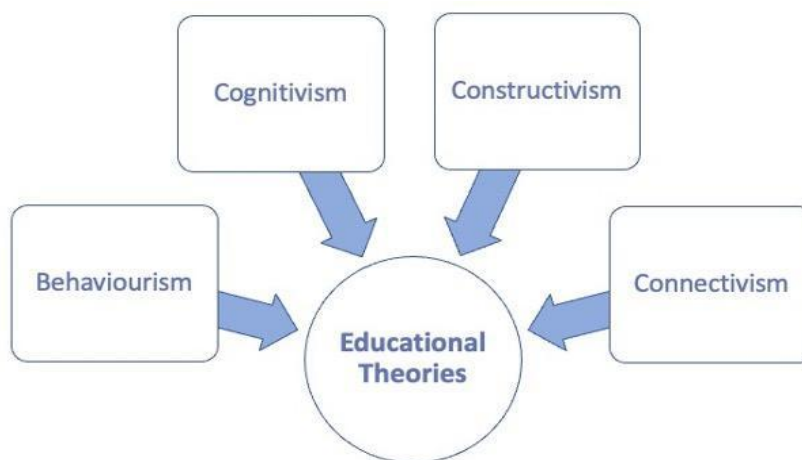 Cognitivism
Constructivism
Behaviourism
Connectivism
Educational
Theories